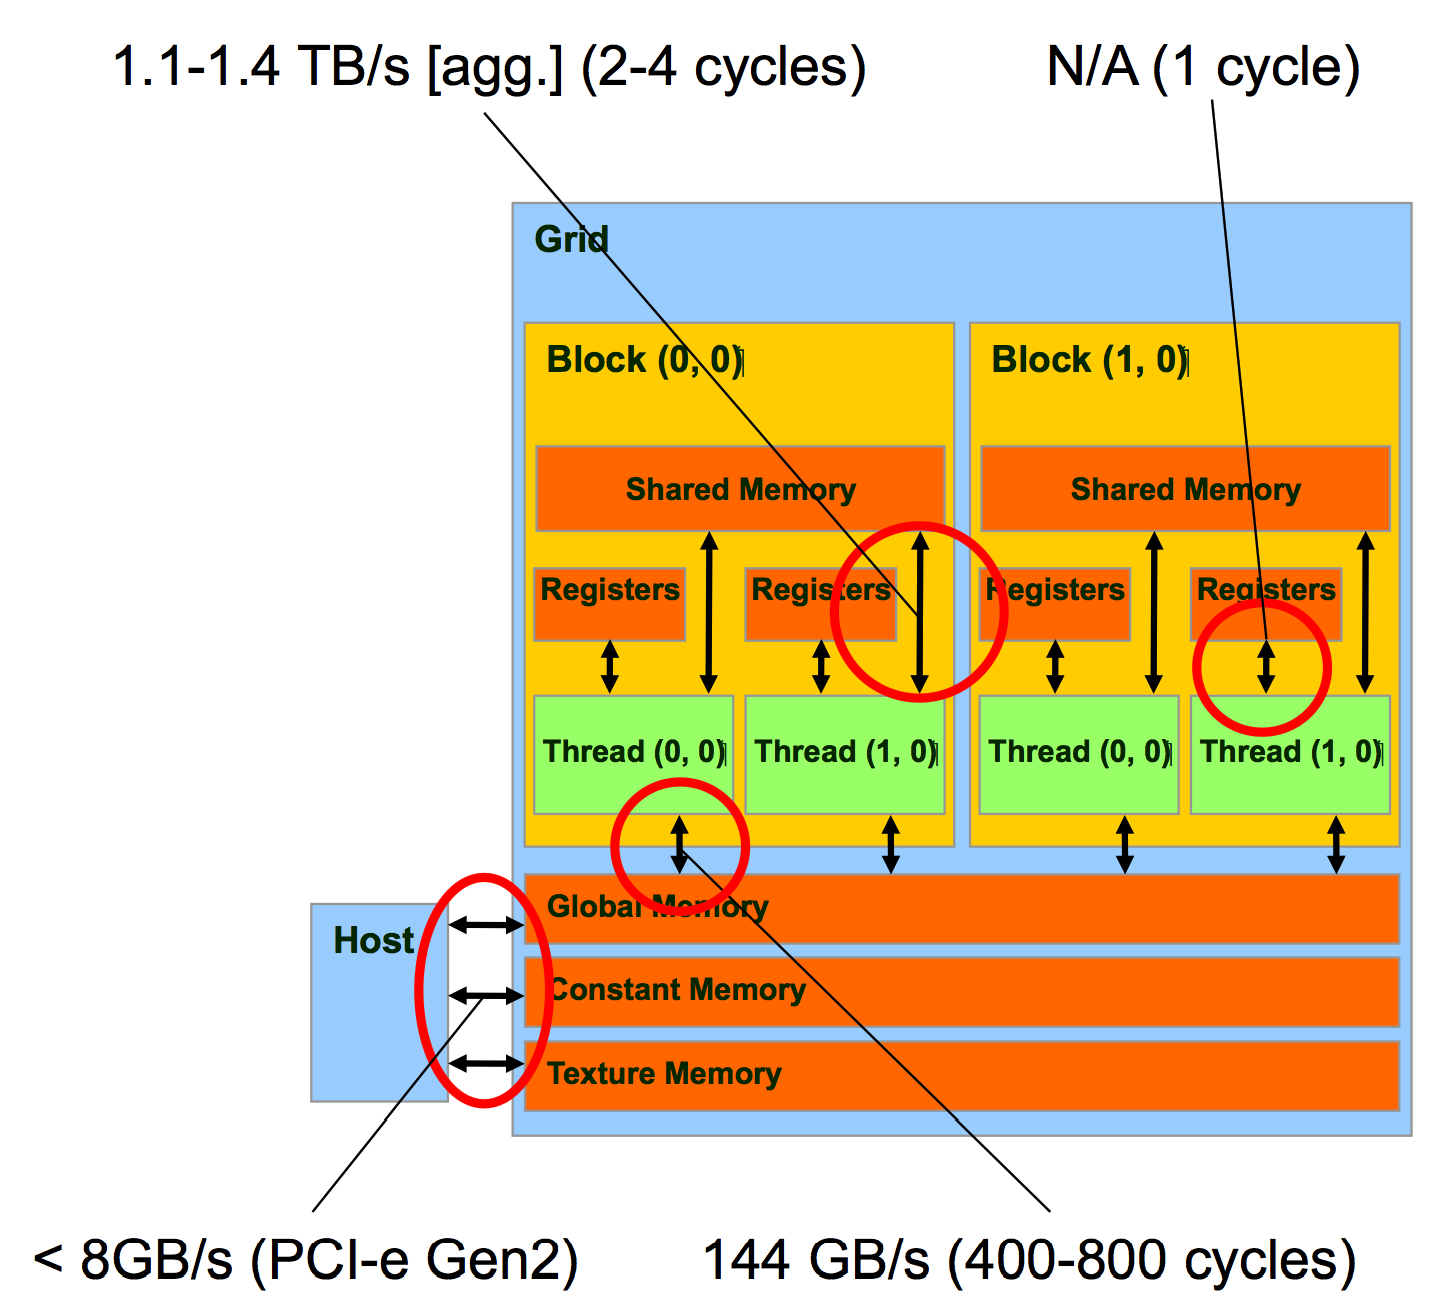 1.1-1.4 TB/s [agg.] (2-4 cycles)
N/A (1 cycle)
Grid
Block (0, 0)
Block (1, 0)
Shared Memory
Shared Memory
Registers
Registers
Registers
Registers
Thread (0, 0)
Thread (1, 0)
Thread (0, 0)
Thread (1, 0)
Global Memory
Host
Constant Memory
Texture Memory
< 8GB/s (PCI-e Gen2)
144 GB/s (400-800 cycles)